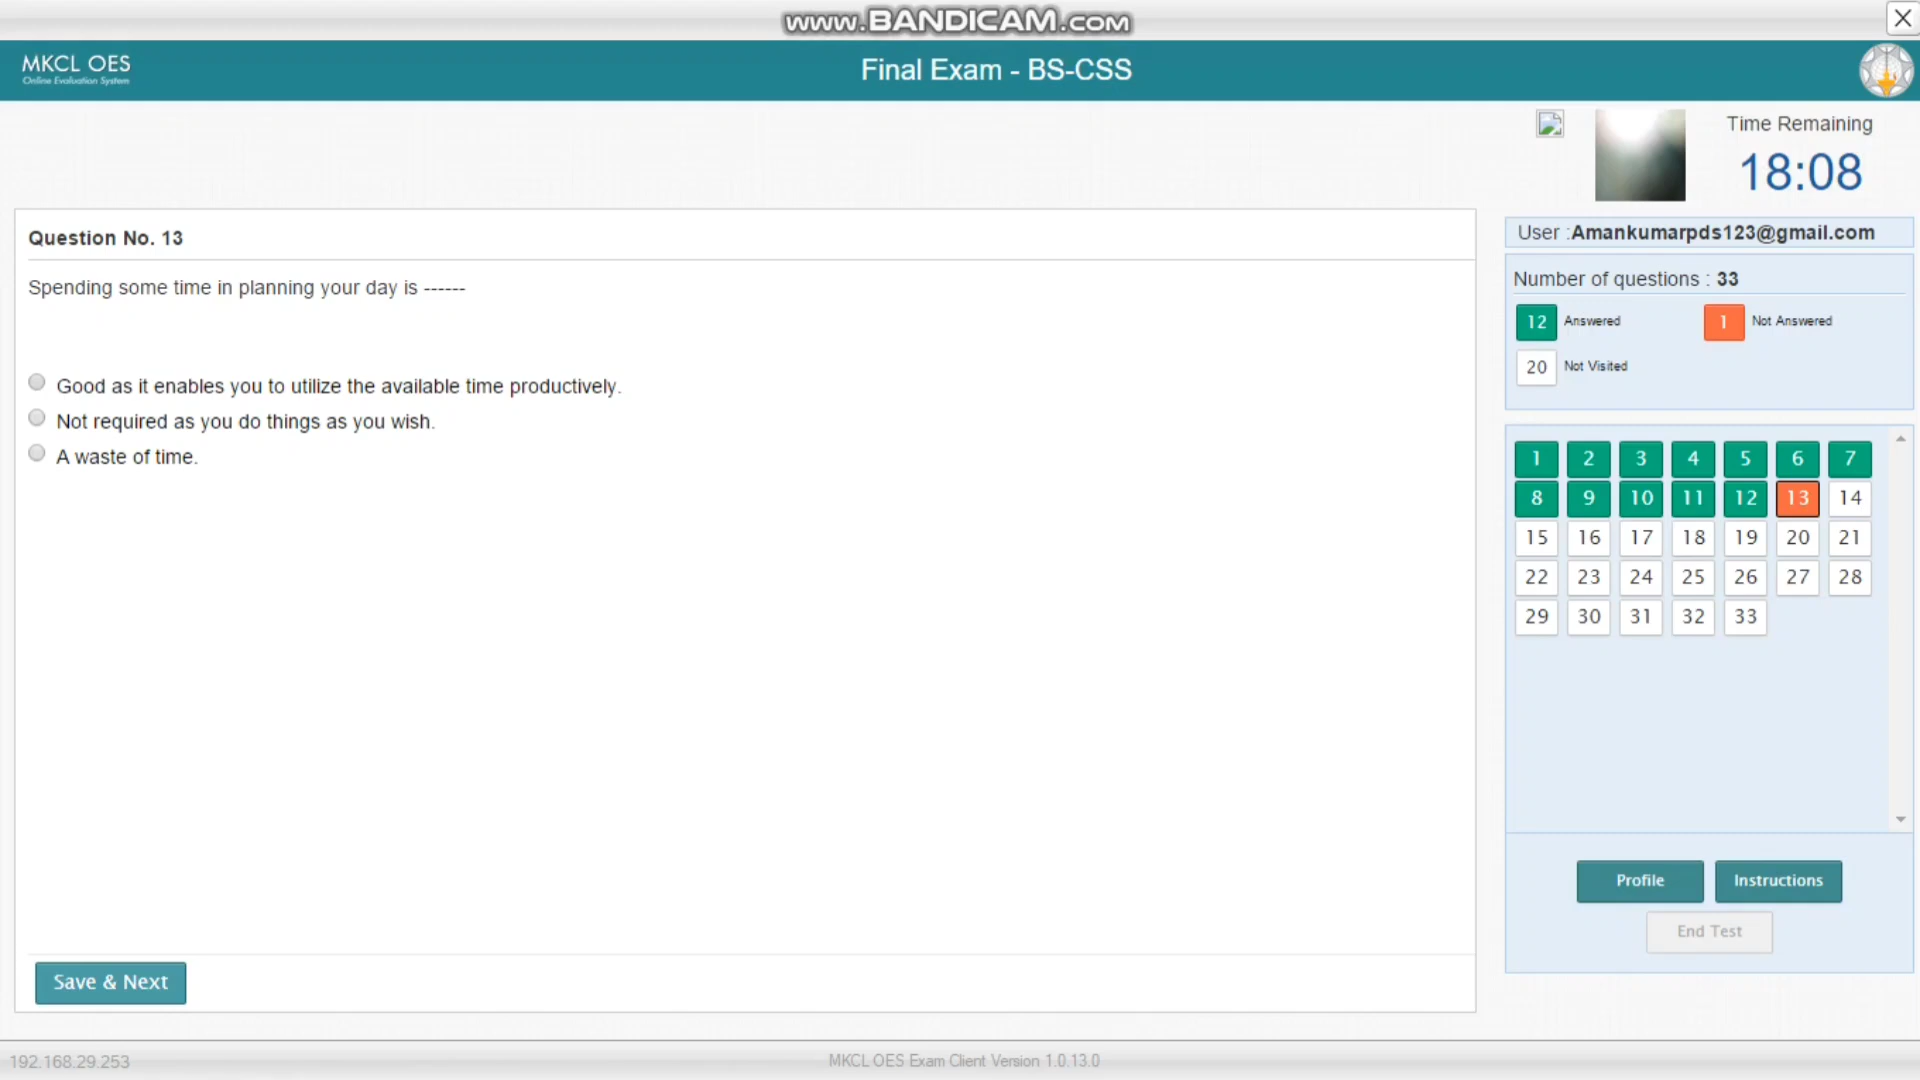 www.BANDICAM.com
MKCL OES
Online Evaluation System
Final Exam - BS-CSS
Time Remaining
18:08
Question No. 13
Spending some time in planning your day is ------
Good as it enables you to utilize the available time productively.
Not required as you do things as you wish.
A waste of time.
Save & Next
User :Amankumarpds123@gmail.com
Number of questions : 33
12 Answered 1 Not Answered
20 Not Visited
1 2 3 4 5 6 7
8 9 10 11 12 13 14
15 16 17 18 19 20 21
22 23 24 25 26 27 28
29 30 31 32 33
Profile Instructions
End Test
192.168.29.253 MKCL OES Exam Client Version 1.0.13.0